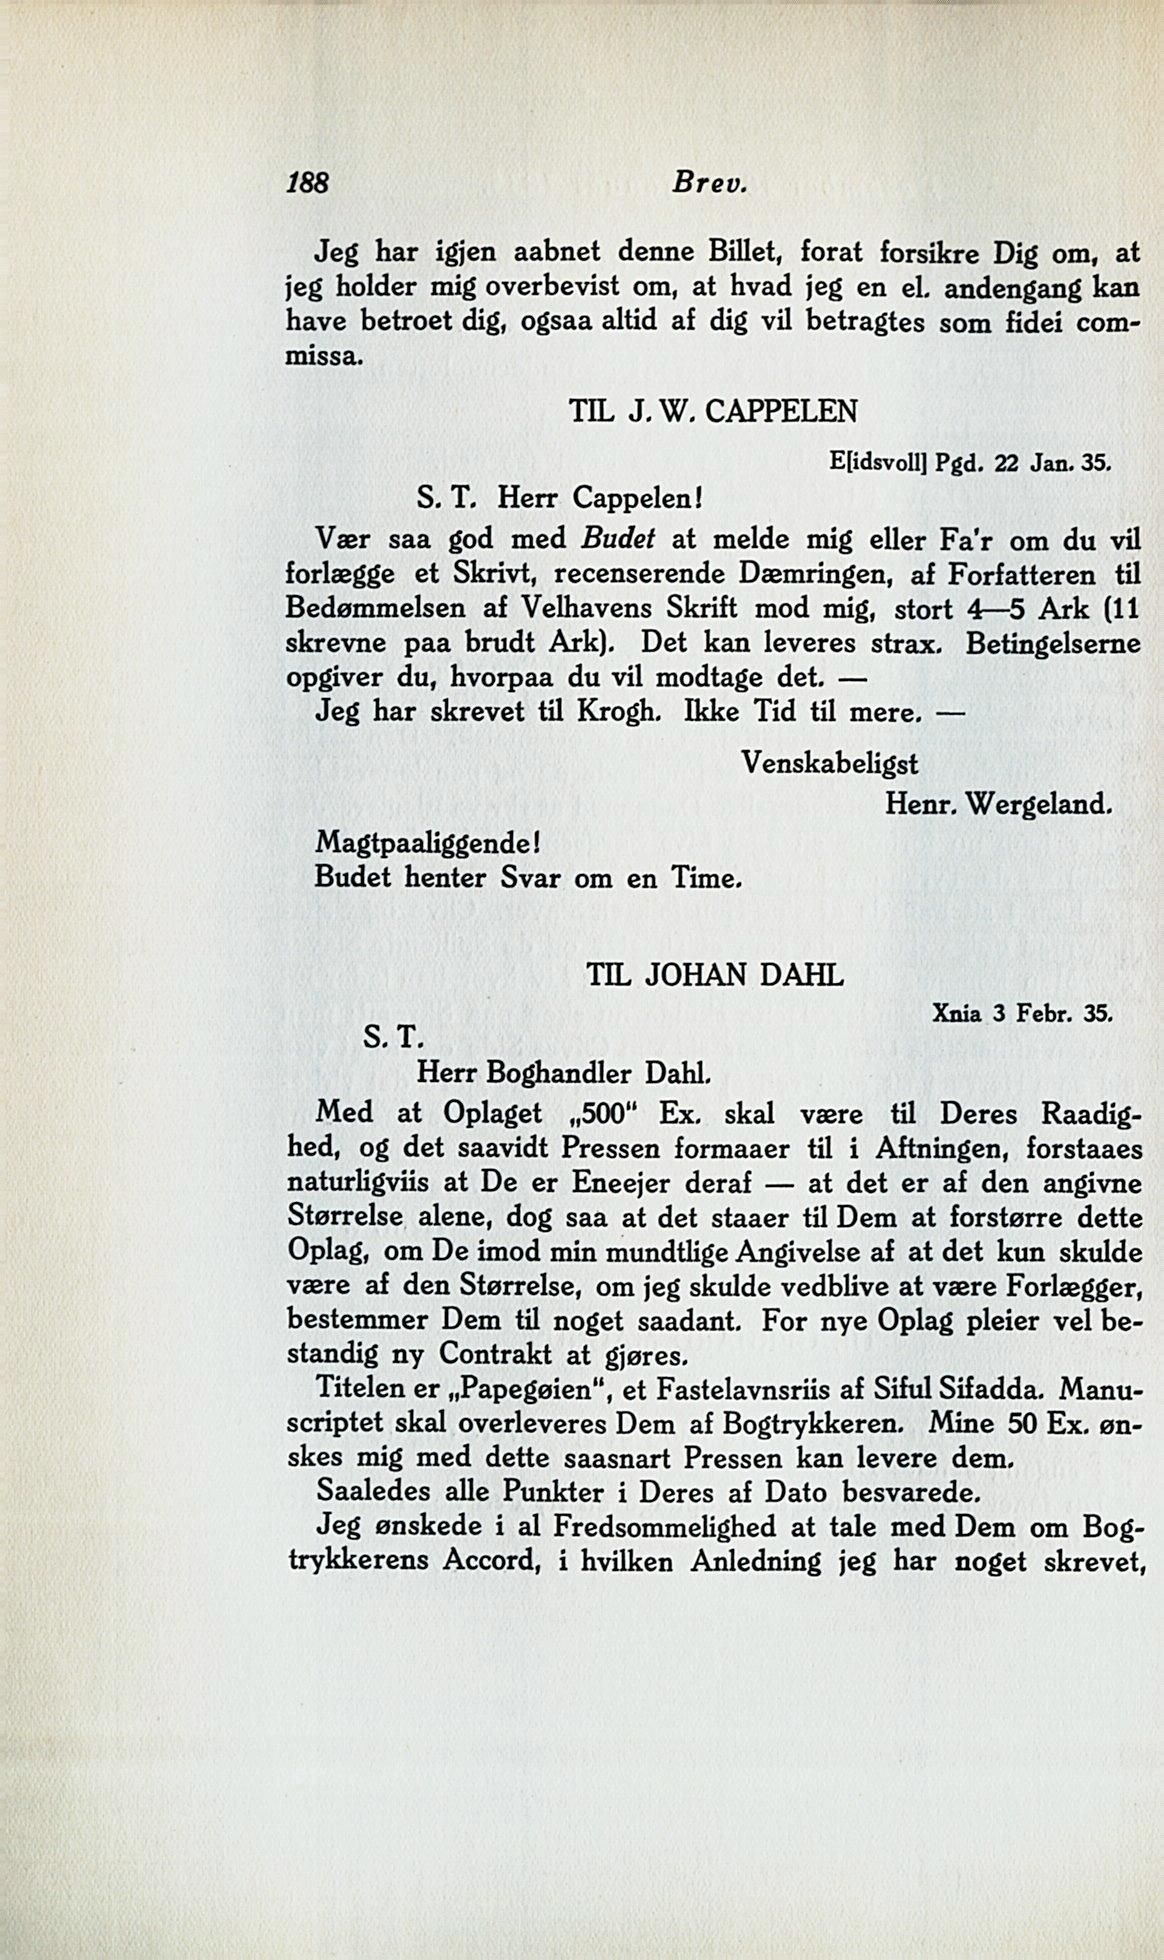 188 Brev.
Jeg har igjen aabnet denne Billet, forat forsikre Dig om, at
jeg holder mig overbevist om, at hvad jeg en el. andengang kan
have betroet dig, ogsaa altid af dig vil betragtes som fidei com-
missa.
TIL J. W. CAPPELEN
E[idsvoll] Pgd. 22 Jan. 35.
S. T. Herr Cappelen!
Vær saa god med Budet at melde mig eller Fa'r om du vil
forlægge et Skrivt, recenserende Dæmringen, af Forfatteren til
Bedømmelsen af Velhavens Skrift mod mig, stort 4—5 Ark (11
skrevne paa brudt Ark). Det kan leveres strax. Betingelserne
opgiver du, hvorpaa du vil modtage det. —
Jeg har skrevet til Krogh. Ikke Tid til mere. —
Venskabeligst
Henr. Wergeland.
Magtpaaliggende!
Budet henter Svar om en Time.
TIL JOHAN DAHL
Xnia 3 Febr. 35.
S. T.
Herr Boghandler Dahl.
Med at Oplaget „500“ Ex. skal være til Deres Raadig-
hed, og det saavidt Pressen formaaer til i Aftningen, forstaaes
naturligviis at De er Eneejer deraf — at det er af den angivne
Størrelse alene, dog saa at det staaer til Dem at forstørre dette
Oplag, om De imod min mundtlige Angivelse af at det kun skulde
være af den Størrelse, om jeg skulde vedblive at være Forlægger,
bestemmer Dem til noget saadant. For nye Oplag pleier vel be-
standig ny Contrakt at gjøres.
Titelen er „Papegøien“, et Fastelavnsriis af Siful Sifadda. Manu-
scriptet skal overleveres Dem af Bogtrykkeren. Mine 50 Ex. øn-
skes mig med dette saasnart Pressen kan levere dem.
Saaledes alle Punkter i Deres af Dato besvarede.
Jeg ønskede i al Fredsommelighed at tale med Dem om Bog-
trykkerens Accord, i hvilken Anledning jeg har noget skrevet,